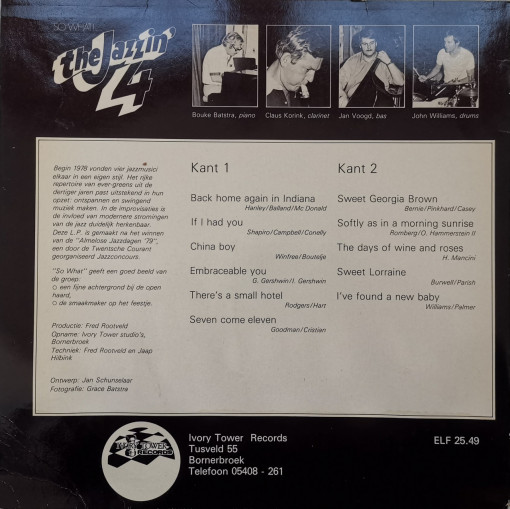 SO WHAT!
the Jazzin'
4
Bouke Batstra, piano
Claus Korink, clarinet
Jan Voogd, bas
John Williams, drums
Begin 1978 vonden vier jazzmusici
elkaar in een eigen stijl. Het rijke
repertoire van ever-greens uit de
dertiger jaren past uitstekend in hun
opzet: ontspannen en swingend
muziek maken. In de improvisaties is
de invloed van modernere stromingen
van de jazz duidelijk herkenbaar.
Deze L.P. is gemaakt na het winnen
van de "Almelose Jazzdagen '79",
een door de Twentsche Courant
georganiseerd Jazzconcours.
"So What" geeft een goed beeld van
de groep:
o een fijne achtergrond bij de open
haard,
o de smaakmaker op het feestje.
Productie: Fred Rootveld
Opname: Ivory Tower studio's,
Bornerbroek
Techniek: Fred Rootveld en Jaap
Hilbink
Ontwerp: Jan Schunselaar
Fotografie: Grace Batstra
Kant 1
Back home again in Indiana
Hanley/Balland/Mc Donald
If I had you
Shapiro/Campbell/Conelly
China boy
Winfree/Boutelje
Embraceable you
G. Gershwin/I. Gershwin
There's a small hotel
Rodgers/Hart
Seven come eleven
Goodman/Cristian
Kant 2
Sweet Georgia Brown
Bernie/Pinkhard/Casey
Softly as in a morning sunrise
Romberg/O. Hammerstein II
The days of wine and roses
H. Mancini
Sweet Lorraine
Burwell/Parish
I've found a new baby
Williams/Palmer
IVORY TOWER
RECORDS
Ivory Tower Records
Tusveld 55
Bornerbroek
Telefoon 05408 - 261
ELF 25.49